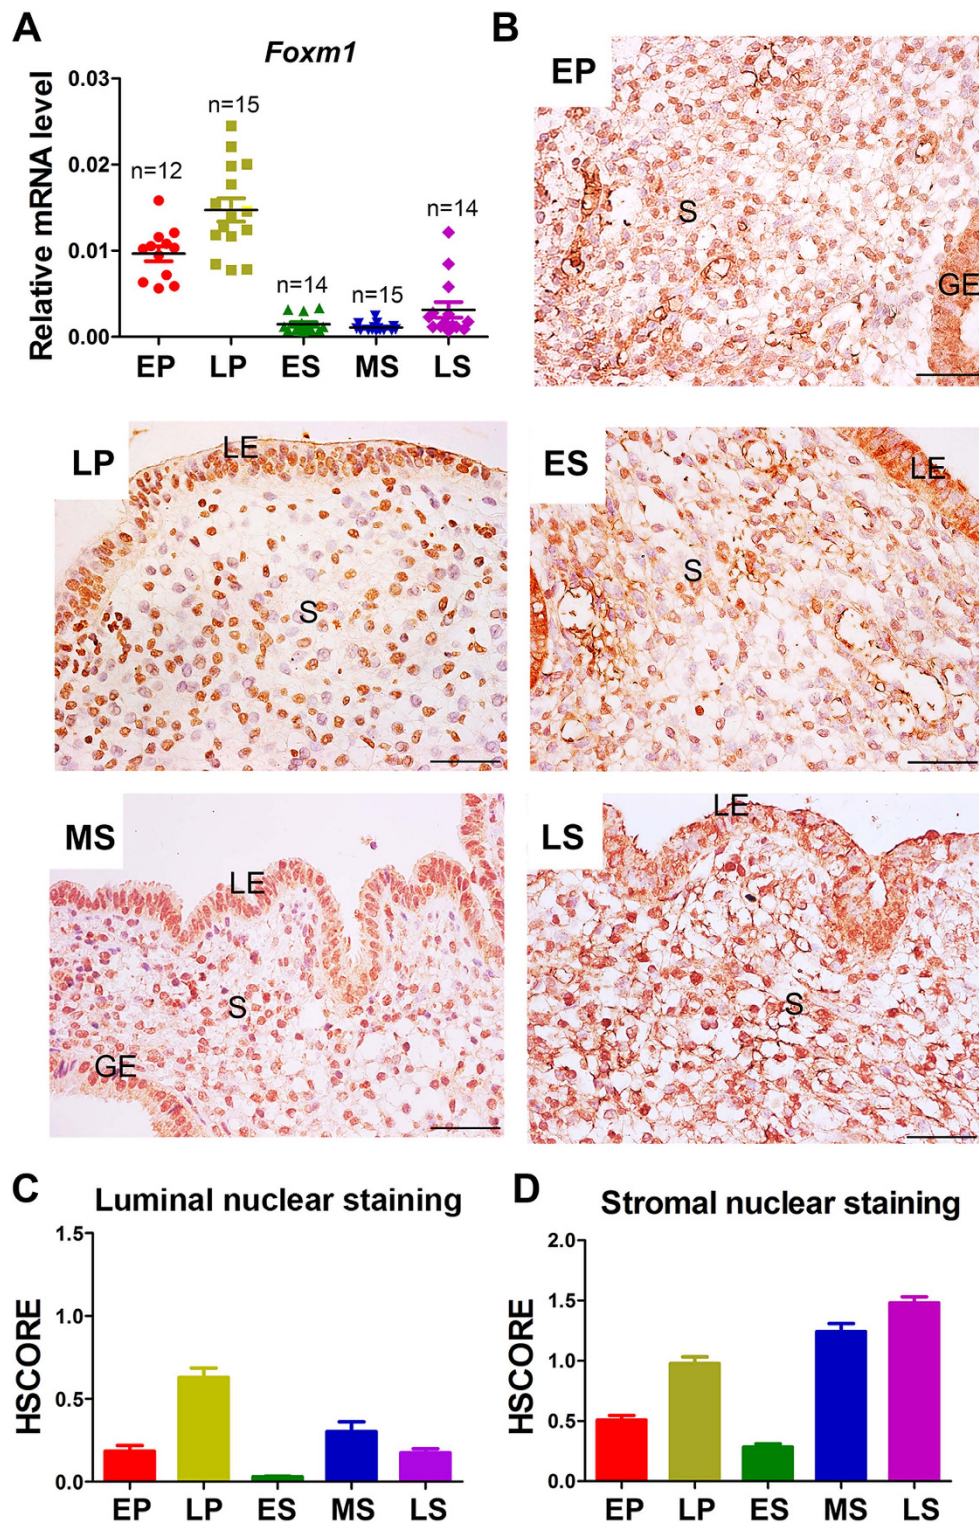 A
Foxm1
Relative mRNA level
0.03
0.02
0.01
0.00
n=12
n=15
n=14
n=15
n=14
EP
LP
ES
MS
LS
B
EP
S
GE
LP
LE
S
ES
LE
S
MS
LE
S
GE
LS
LE
S
C
Luminal nuclear staining
HSCORE
1.5
1.0
0.5
0.0
EP
LP
ES
MS
LS
D
Stromal nuclear staining
HSCORE
2.0
1.5
1.0
0.5
0.0
EP
LP
ES
MS
LS